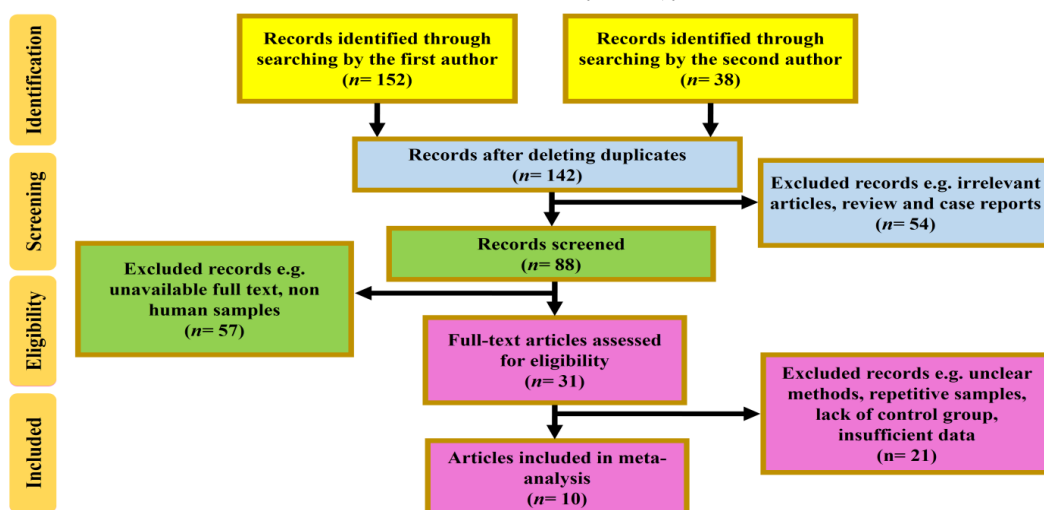 Identification
Records identified through
searching by the first author
(n= 152)
Records identified through
searching by the second author
(n= 38)
Screening
Records after deleting duplicates
(n= 142)
Excluded records e.g. irrelevant
articles, review and case reports
(n= 54)
Records screened
(n= 88)
Eligibility
Excluded records e.g.
unavailable full text, non
human samples
(n= 57)
Full-text articles assessed
for eligibility
(n= 31)
Included
Excluded records e.g. unclear
methods, repetitive samples,
lack of control group,
insufficient data
(n= 21)
Articles included in meta-
analysis
(n= 10)